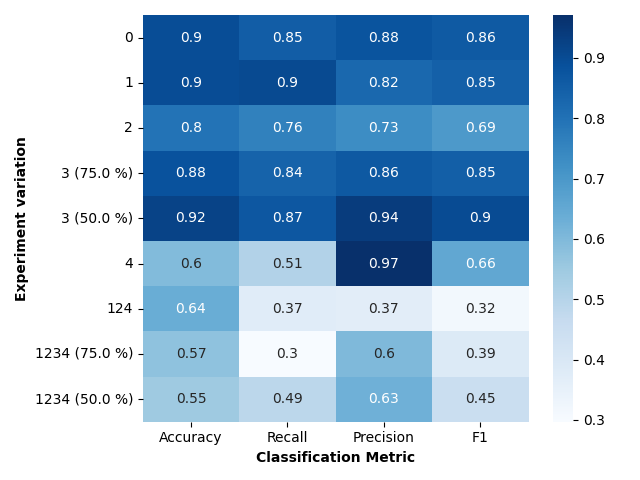 0 0.9 0.85 0.88 0.86
1 0.9 0.9 0.82 0.85
2 0.8 0.76 0.73 0.69
3 (75.0 %) 0.88 0.84 0.86 0.85
3 (50.0 %) 0.92 0.87 0.94 0.9
4 0.6 0.51 0.97 0.66
124 0.64 0.37 0.37 0.32
1234 (75.0 %) 0.57 0.3 0.6 0.39
1234 (50.0 %) 0.55 0.49 0.63 0.45
Accuracy Recall Precision F1
Classification Metric
Experiment variation
0.9
0.8
0.7
0.6
0.5
0.4
0.3